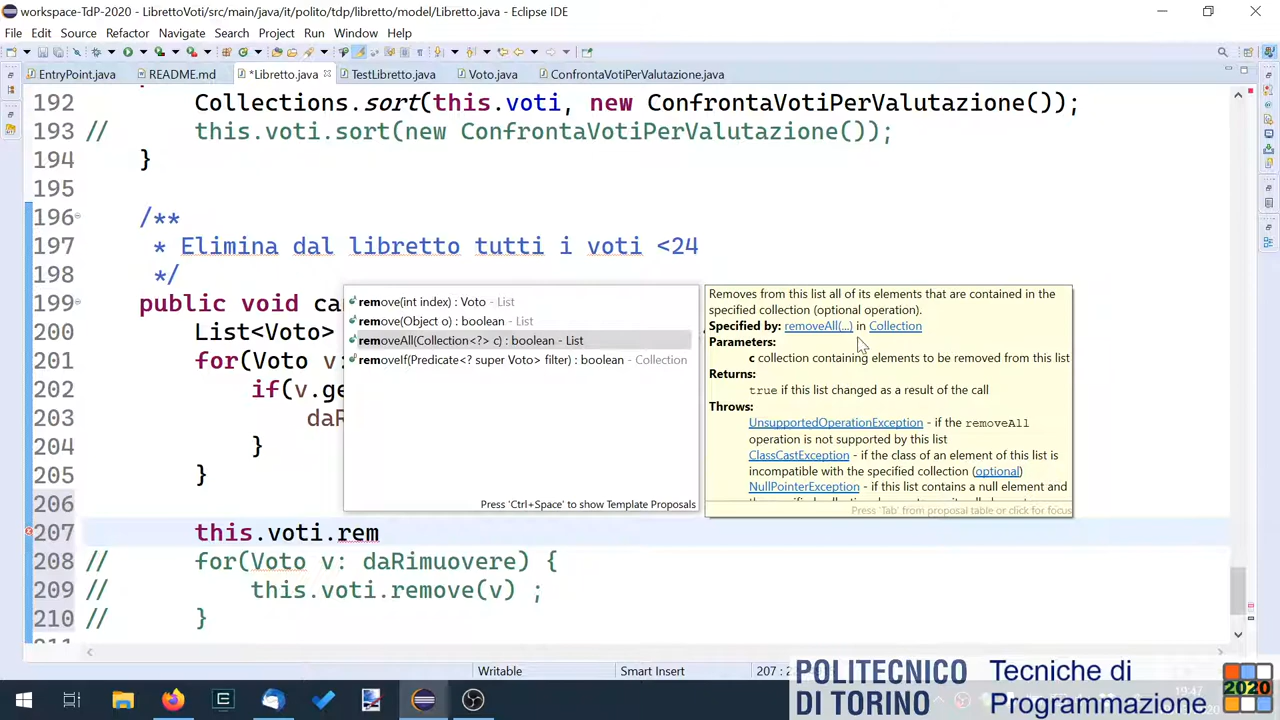 workspace-TdP-2020 - LibrettoVoti/src/main/java/it/polito/tdp/libretto/model/Libretto.java - Eclipse IDE
File Edit Source Refactor Navigate Search Project Run Window Help
EntryPoint.java README.md *Libretto.java TestLibretto.java Voto.java ConfrontaVotiPerValutazione.java
192 Collections.sort(this.voti, new ConfrontaVotiPerValutazione());
193 // this.voti.sort(new ConfrontaVotiPerValutazione());
194 }
195
196 /**
197 * Elimina dal libretto tutti i voti <24
198 */
199 public void ca
200 List<Voto>
201 for(Voto v:
202 if(v.ge
203 daR
204 }
205 }
206
207 this.voti.rem
208 // for(Voto v: daRimuovere) {
209 // this.voti.remove(v) ;
210 // }
remove(int index) : Voto - List
remove(Object o) : boolean - List
removeAll(Collection<?> c) : boolean - List
removeIf(Predicate<? super Voto> filter) : boolean - Collection
Press 'Ctrl+Space' to show Template Proposals
Removes from this list all of its elements that are contained in the
specified collection (optional operation).
Specified by: removeAll(...) in Collection
Parameters:
c collection containing elements to be removed from this list
Returns:
true if this list changed as a result of the call
Throws:
UnsupportedOperationException - if the removeAll
operation is not supported by this list
ClassCastException - if the class of an element of this list is
incompatible with the specified collection (optional)
NullPointerException - if this list contains a null element and
Press 'Tab' from proposal table or click for focus
Writable Smart Insert 207 :
POLITECNICO
DI TORINO
Tecniche di
Programmazione
2020